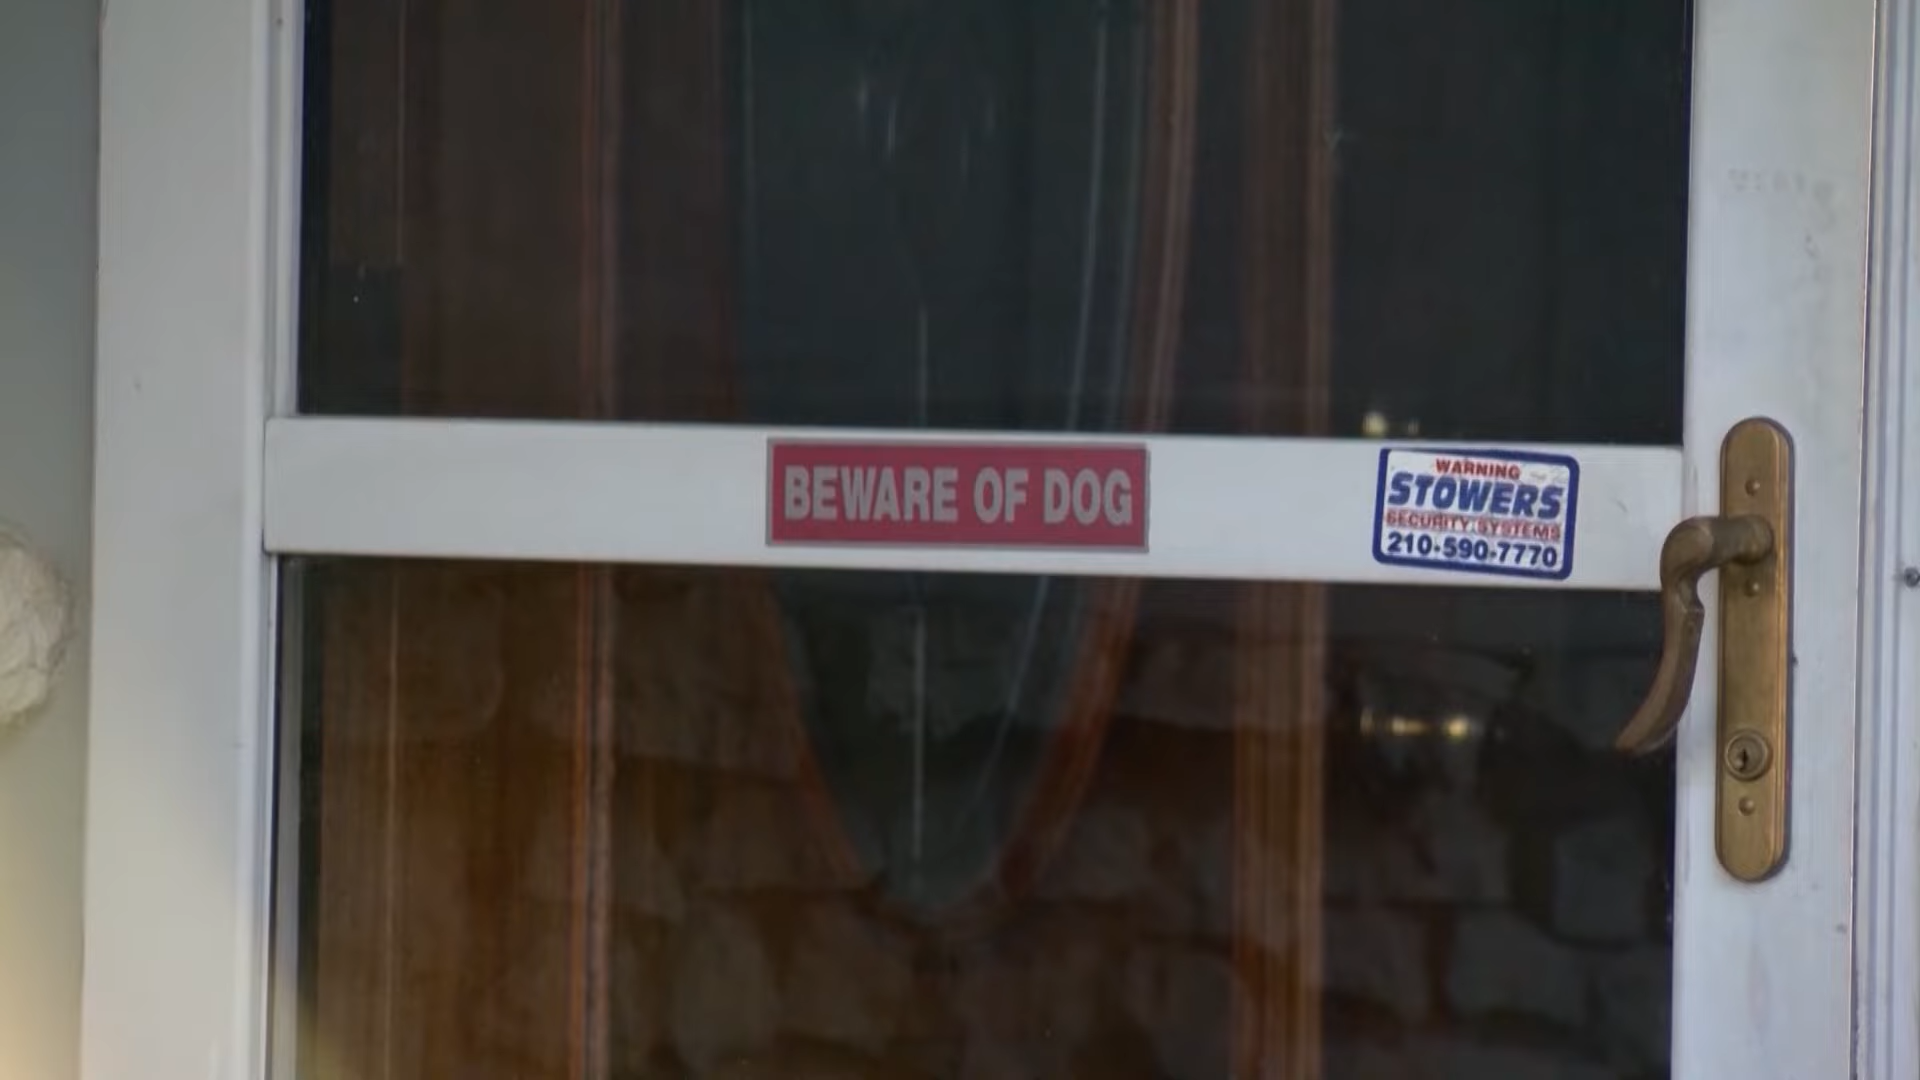 BEWARE OF DOG
WARNING
STOWERS
SECURITY SYSTEMS
210-590-7770